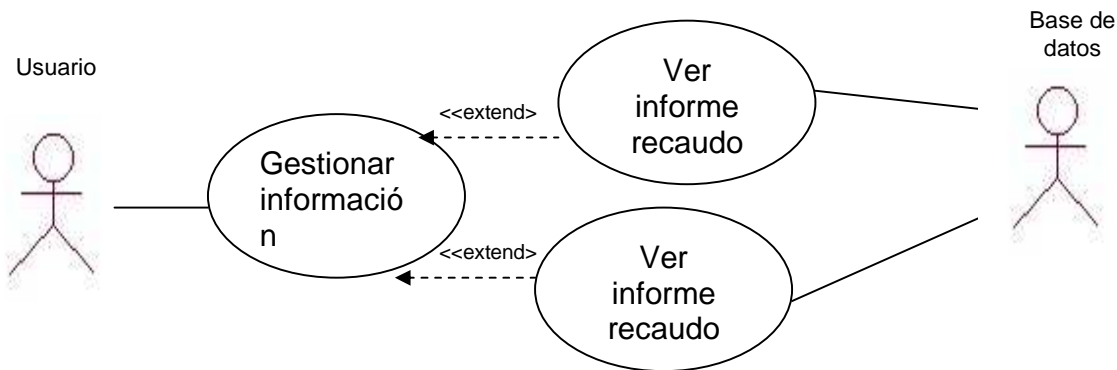 Usuario
Base de
datos
<<extend>
Ver
informe
recaudo
Gestionar
informació
n
<<extend>
Ver
informe
recaudo